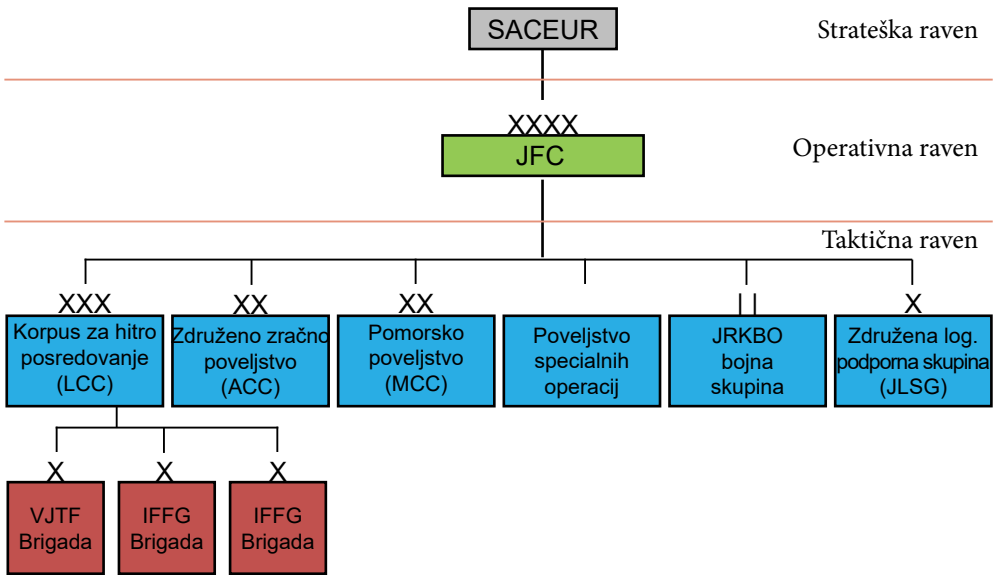 SACEUR
Strateška raven
XXXX
JFC
Operativna raven
Taktična raven
XXX
Korpus za hitro
posredovanje
(LCC)
XX
Združeno zračno
poveljstvo
(ACC)
XX
Pomorsko
poveljstvo
(MCC)
Poveljstvo
specialnih
operacij
II
JRKBO
bojna
skupina
X
Združena log.
podporna skupina
(JLSG)
X
VJTF
Brigada
X
IFFG
Brigada
X
IFFG
Brigada